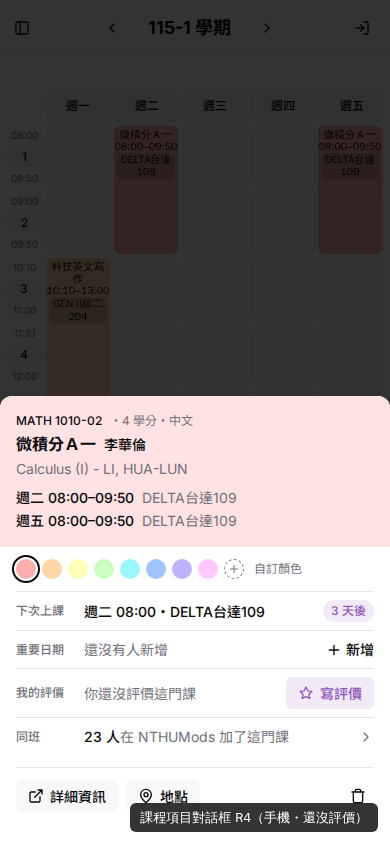 115-1 學期
週一 週二 週三 週四 週五
08:00
1
08:50
09:00
2
09:50
10:10
3
11:00
11:10
4
12:00
微積分A一
08:00–09:50
DELTA台達
109
微積分A一
08:00–09:50
DELTA台達
109
科技英文寫
作
10:10–13:00
GEN II綜二
204
MATH 1010-02 ・4 學分・中文
微積分A一 李華倫
Calculus (I) - LI, HUA-LUN
週二 08:00–09:50 DELTA台達109
週五 08:00–09:50 DELTA台達109
自訂顏色
下次上課 週二 08:00・DELTA台達109 3 天後
重要日期 還沒有人新增 新增
我的評價 你還沒評價這門課 寫評價
同班 23 人在 NTHUMods 加了這門課
詳細資訊 地點
課程項目對話框 R4（手機・還沒評價）